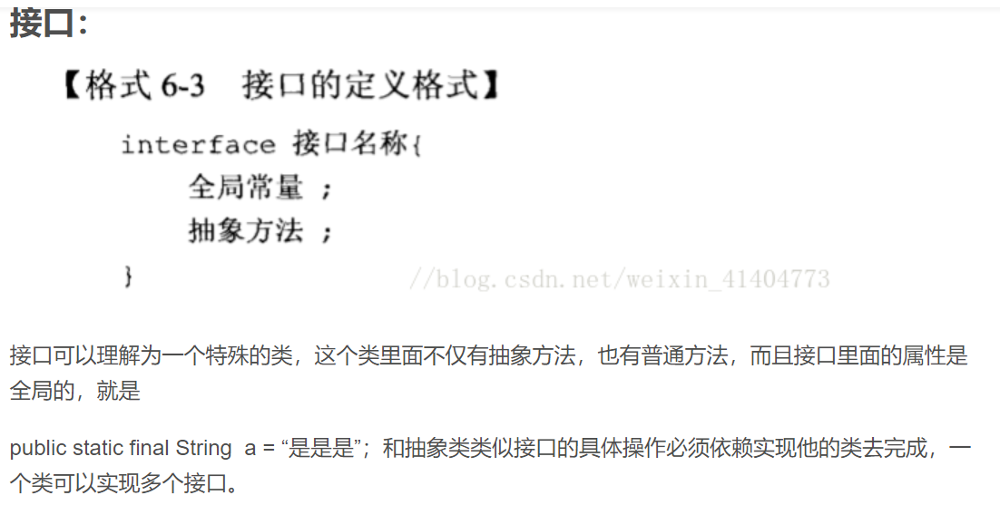 接口：
【格式 6-3 接口的定义格式】
interface 接口名称{
全局常量 ;
抽象方法 ;
}
//blog.csdn.net/weixin_41404773
接口可以理解为一个特殊的类，这个类里面不仅有抽象方法，也有普通方法，而且接口里面的属性是
全局的，就是
public static final String  a = “是是是”；和抽象类类似接口的具体操作必须依赖实现他的类去完成，一
个类可以实现多个接口。